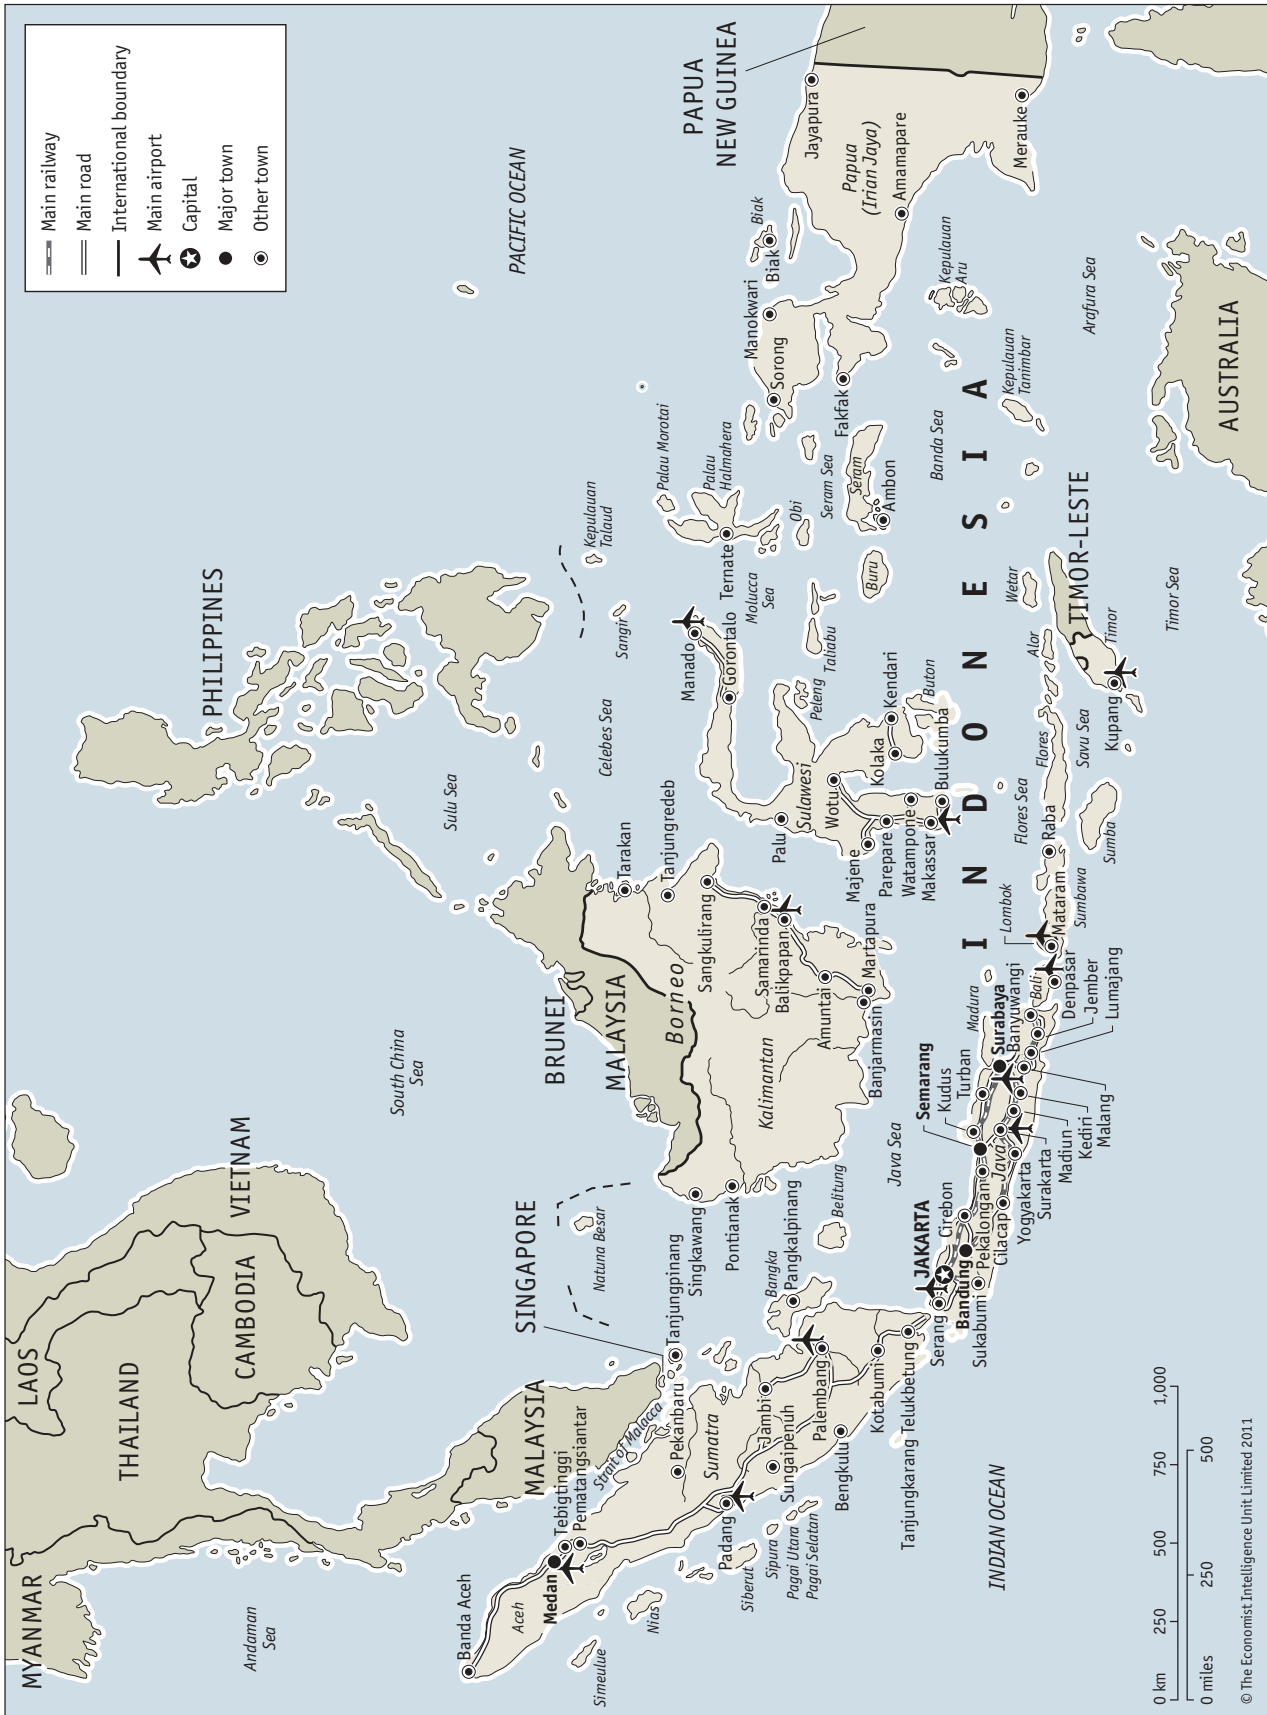 MYANMAR
LAOS
THAILAND
CAMBODIA
VIETNAM
Andaman
Sea
South China
Sea
PHILIPPINES
Sulu Sea
Celebes Sea
PACIFIC OCEAN
Main railway
Main road
International boundary
Main airport
Capital
Major town
Other town
MALAYSIA
SINGAPORE
BRUNEI
MALAYSIA
Borneo
Kalimantan
Natuna Besar
Strait of Malacca
Banda Aceh
Aceh
Medan
Tebigtinggi
Pematangsiantar
Simeulue
Nias
Pekanbaru
Sumatra
Tanjungpinang
Padang
Siberut
Sipura
Pagai Utara
Pagai Selatan
Jambi
Sungaipenuh
Palembang
Bengkulu
Kotabumi
Tanjungkarang Telukbetung
Bangka
Pangkalpinang
Belitung
Singkawang
Pontianak
Tarakan
Tanjungredeb
Sangkulirang
Samarinda
Balikpapan
Amuntai
Martapura
Banjarmasin
Java Sea
JAKARTA
Serang
Bandung
Sukabumi
Cirebon
Pekalongan
Cilacap
Java
Semarang
Kudus
Turban
Yogyakarta
Surakarta
Madiun
Kediri
Malang
Madura
Surabaya
Banyuwangi
Bali
Denpasar
Jember
Lumajang
Lombok
Mataram
Sumbawa
Raba
Flores Sea
Flores
Sumba
Savu Sea
Alor
Wetar
Kupang
Timor
TIMOR-LESTE
Timor Sea
Palu
Sulawesi
Wotu
Majene
Parepare
Watampone
Makassar
Kolaka
Kendari
Bulukumba
Buton
Peleng
Taliabu
Manado
Gorontalo
Sangir
Kepulauan
Talaud
Molucca
Sea
Ternate
Palau Morotai
Palau
Halmahera
Obi
Seram Sea
Seram
Buru
Ambon
Banda Sea
INDONESIA
Sorong
Manokwari
Fakfak
Biak
Biak
Jayapura
Papua
(Irian Jaya)
Amamapare
Merauke
PAPUA
NEW GUINEA
Kepulauan
Aru
Kepulauan
Tanimbar
Arafura Sea
AUSTRALIA
INDIAN OCEAN
0 km 250 500 750 1,000
0 miles 250 500
© The Economist Intelligence Unit Limited 2011